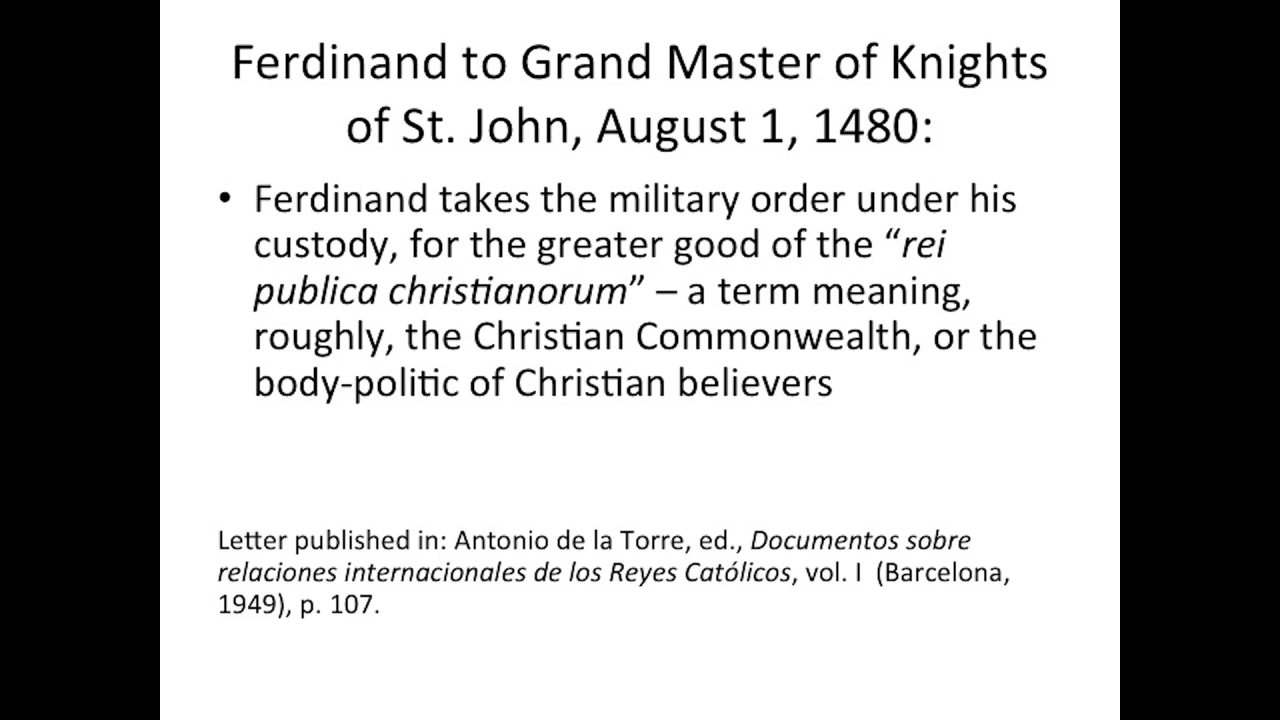 Ferdinand to Grand Master of Knights
of St. John, August 1, 1480:
• Ferdinand takes the military order under his
custody, for the greater good of the “rei
publica christianorum” – a term meaning,
roughly, the Christian Commonwealth, or the
body-politic of Christian believers
Letter published in: Antonio de la Torre, ed., Documentos sobre
relaciones internacionales de los Reyes Católicos, vol. I (Barcelona,
1949), p. 107.